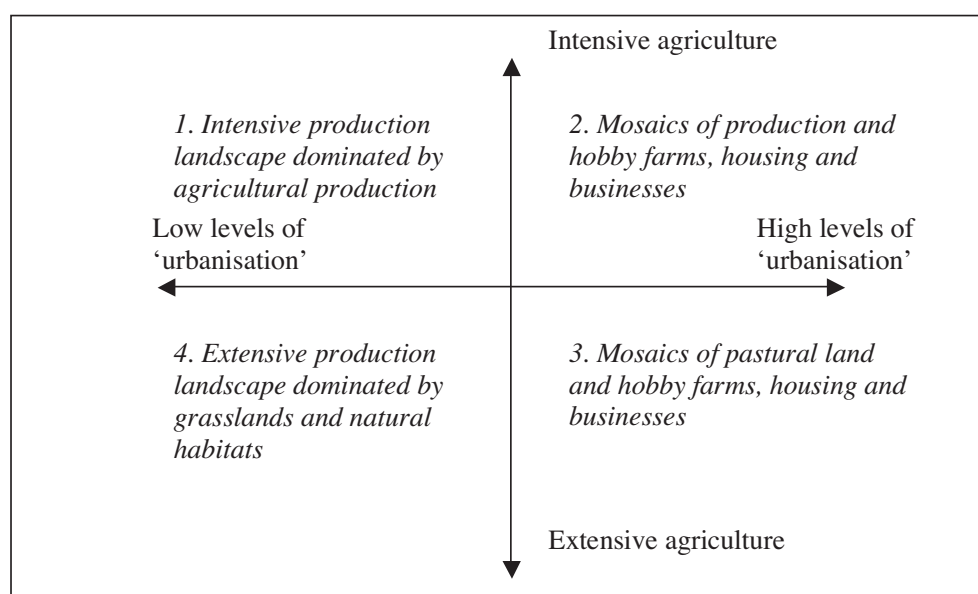 Intensive agriculture
1. Intensive production
landscape dominated by
agricultural production
2. Mosaics of production and
hobby farms, housing and
businesses
Low levels of
‘urbanisation’
High levels of
‘urbanisation’
4. Extensive production
landscape dominated by
grasslands and natural
habitats
3. Mosaics of pastural land
and hobby farms, housing and
businesses
Extensive agriculture